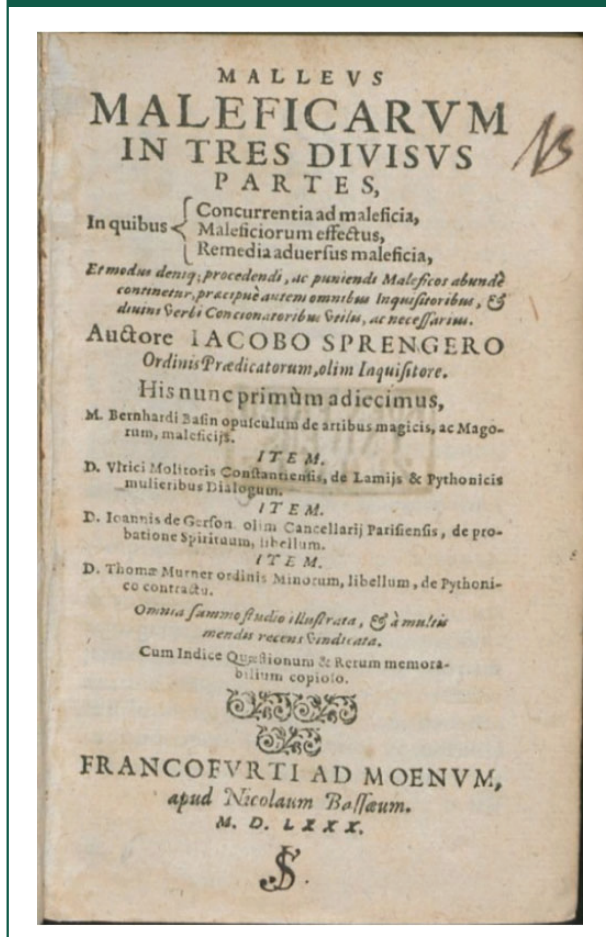 MALLEVS
MALEFICARVM
IN TRES DIVISVS
PARTES,
In quibus { Concurrentia ad maleficia,
Maleficiorum effectus,
Remedia aduersus maleficia,
Et modus deniq; procedendi, ac puniendi Maleficos abundè
continetur, præcipuè autem omnibus Inquisitoribus, &
diuini Verbi Concionatoribus Vtilis, ac necessarius.
Auctore IACOBO SPRENGERO
Ordinis Prædicatorum, olim Inquisitore.
His nunc primùm adiecimus,
M. Bernhardi Basin opusculum de artibus magicis, ac Mago-
rum, maleficijs.
ITEM.
D. Vlrici Molitoris Constantiensis, de Lamijs & Pythonicis
mulieribus Dialogum.
ITEM.
D. Ioannis de Gerson olim Cancellarij Parisiensis, de pro-
batione Spirituum, libellum.
ITEM.
D. Thomæ Murner ordinis Minorum, libellum, de Pythoni-
co contractu.
Omnia summo studio illustrata, & à multis
mendis recens Vindicata.
Cum Indice Quæstionum & Rerum memora-
bilium copioso.
FRANCOFVRTI AD MOENVM,
apud Nicolaum Bassæum.
M. D. LXXX.